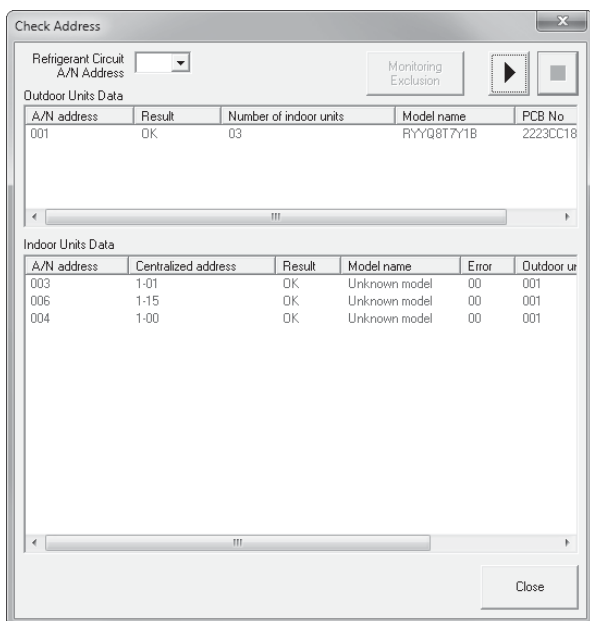 Check Address
Refrigerant Circuit
A/N Address
Monitoring
Exclusion
Outdoor Units Data
A/N address Result Number of indoor units Model name PCB No
001 OK 03 RYYQ8T7Y1B 2223CC18
Indoor Units Data
A/N address Centralized address Result Model name Error Outdoor un
003 1-01 OK Unknown model 00 001
006 1-15 OK Unknown model 00 001
004 1-00 OK Unknown model 00 001
Close